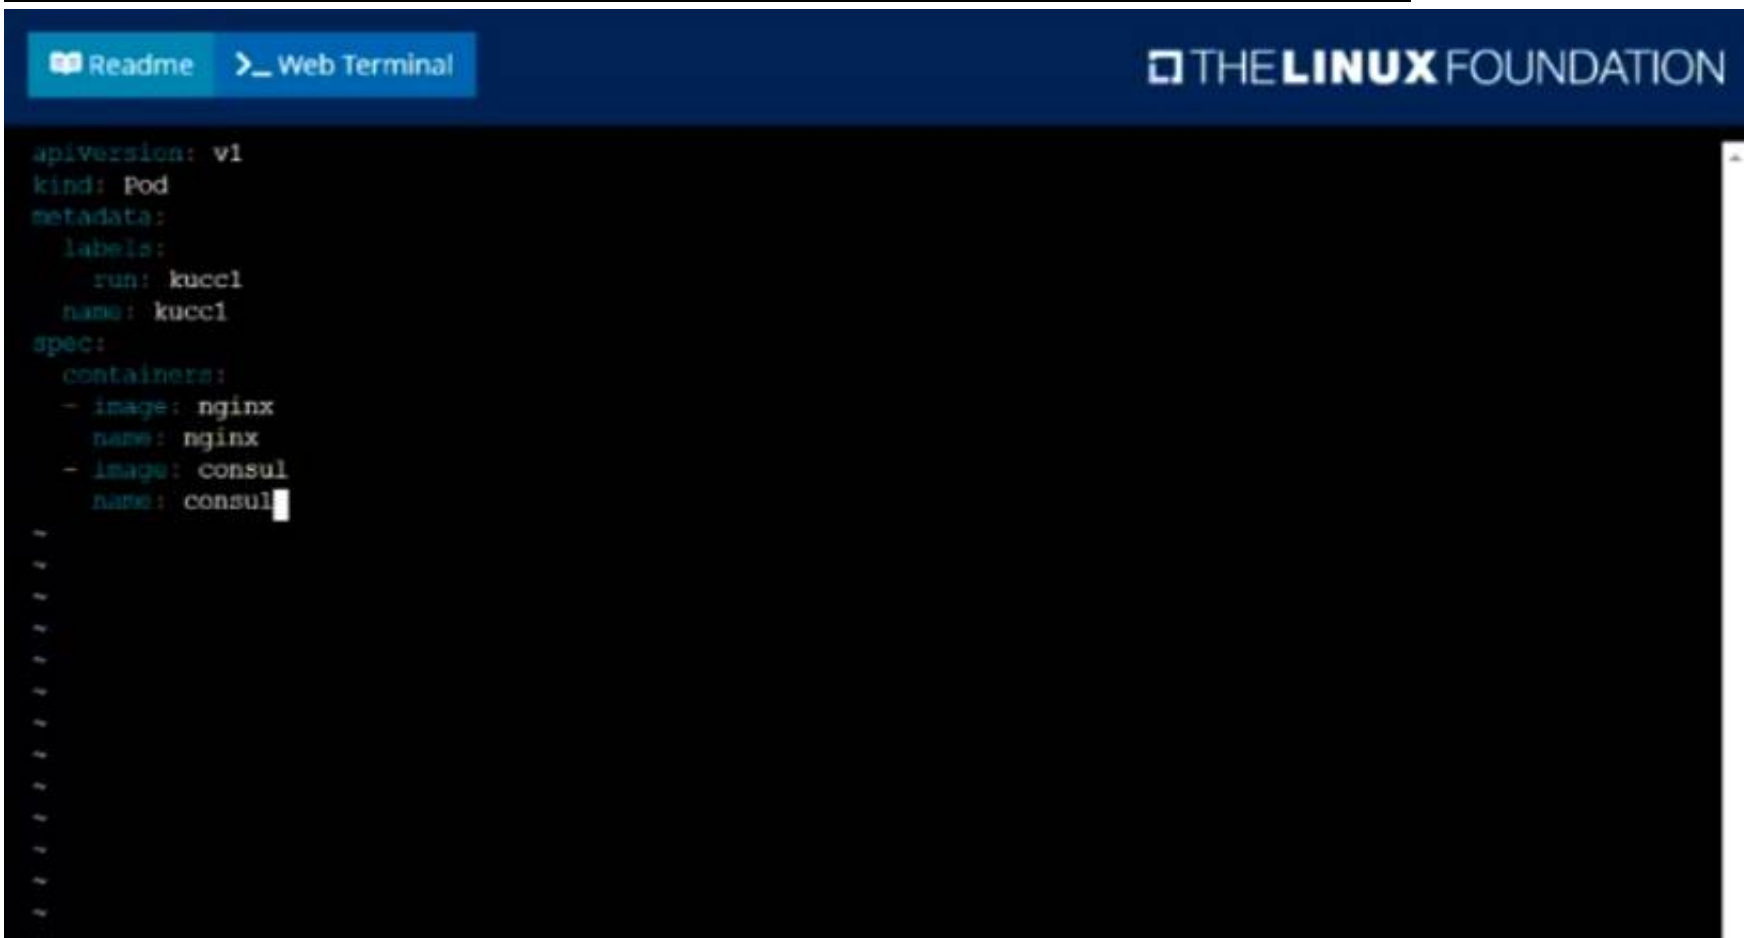 Readme >_ Web Terminal THE LINUX FOUNDATION
apiVersion: v1
kind: Pod
metadata:
  labels:
    run: kucc1
  name: kucc1
spec:
  containers:
  - image: nginx
    name: nginx
  - image: consul
    name: consul
~
~
~
~
~
~
~
~
~
~
~
~
~